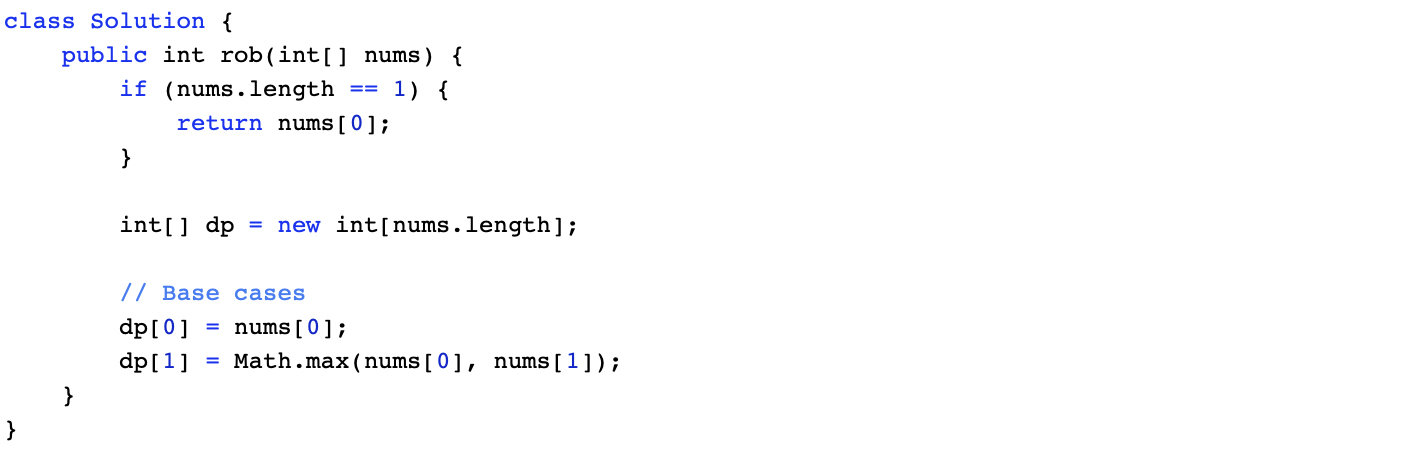 class Solution {
    public int rob(int[] nums) {
        if (nums.length == 1) {
            return nums[0];
        }

        int[] dp = new int[nums.length];

        // Base cases
        dp[0] = nums[0];
        dp[1] = Math.max(nums[0], nums[1]);
    }
}